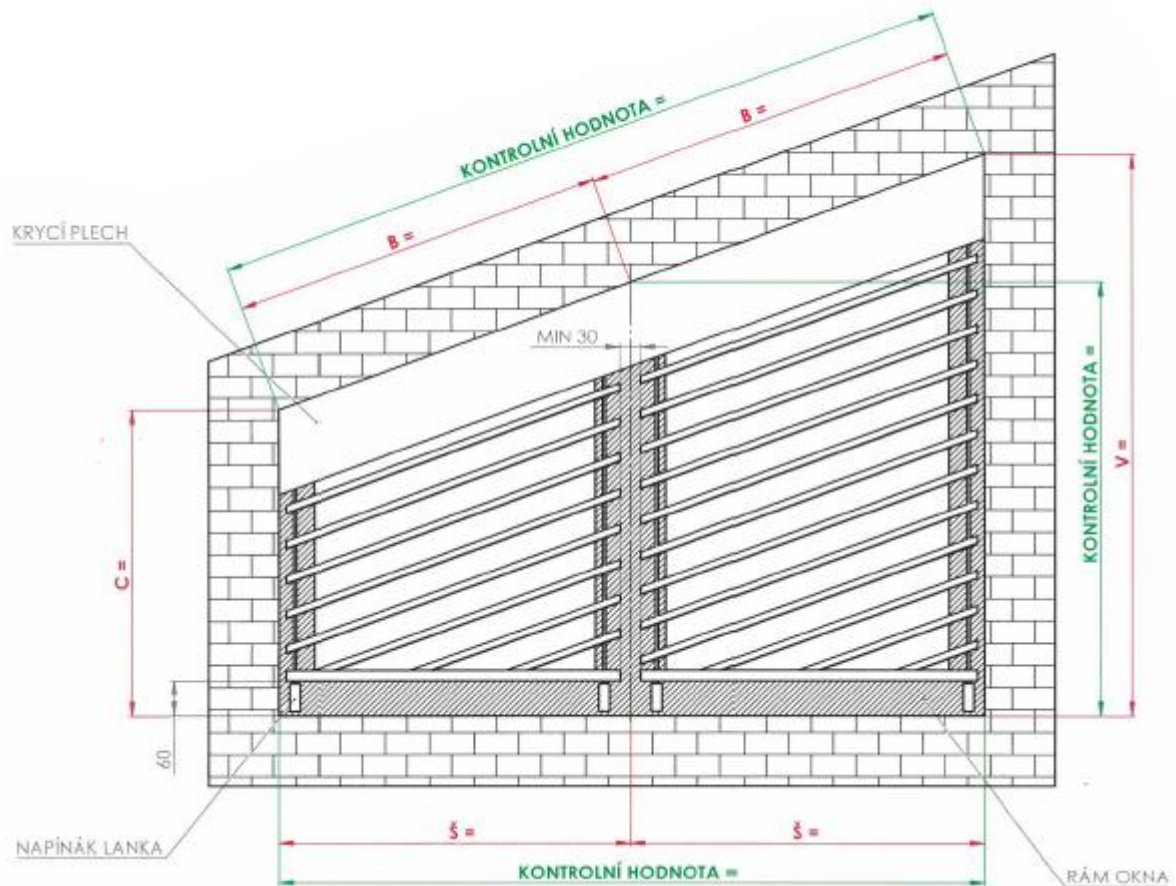 KONTROLNÍ HODNOTA =
B =
B =
KRYCÍ PLECH
MIN 30
KONTROLNÍ HODNOTA =
V =
C =
60
NAPÍNÁK LANKA
Š =
Š =
KONTROLNÍ HODNOTA =
RÁM OKNA